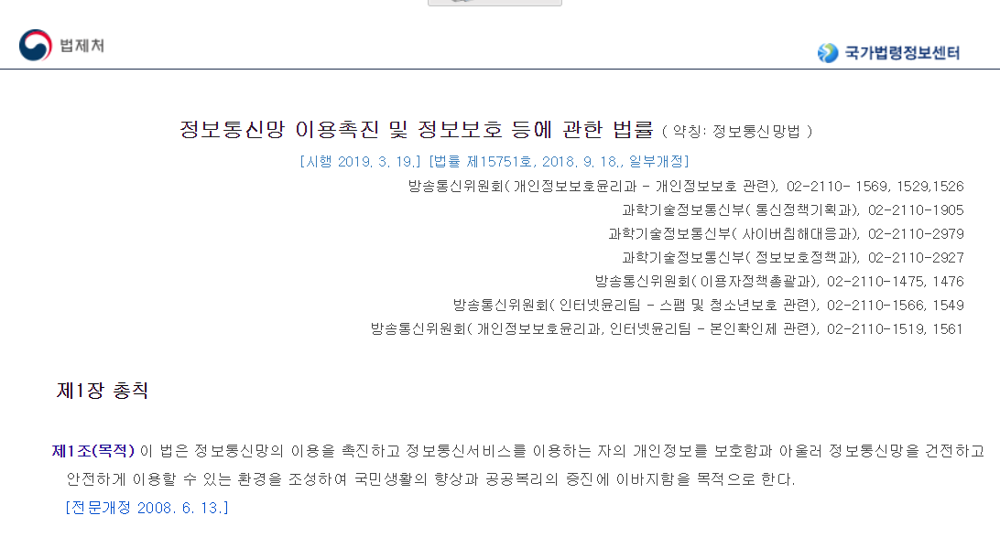 법제처
국가법령정보센터
정보통신망 이용촉진 및 정보보호 등에 관한 법률 ( 약칭: 정보통신망법 )
[시행 2019. 3. 19.] [법률 제15751호, 2018. 9. 18., 일부개정]
방송통신위원회( 개인정보보호윤리과 - 개인정보보호 관련), 02-2110- 1569, 1529,1526
과학기술정보통신부( 통신정책기획과), 02-2110-1905
과학기술정보통신부( 사이버침해대응과), 02-2110-2979
과학기술정보통신부( 정보보호정책과), 02-2110-2927
방송통신위원회( 이용자정책총괄과), 02-2110-1475, 1476
방송통신위원회( 인터넷윤리팀 - 스팸 및 청소년보호 관련), 02-2110-1566, 1549
방송통신위원회( 개인정보보호윤리과, 인터넷윤리팀 - 본인확인제 관련), 02-2110-1519, 1561
제1장 총칙
제1조(목적) 이 법은 정보통신망의 이용을 촉진하고 정보통신서비스를 이용하는 자의 개인정보를 보호함과 아울러 정보통신망을 건전하고
안전하게 이용할 수 있는 환경을 조성하여 국민생활의 향상과 공공복리의 증진에 이바지함을 목적으로 한다.
[전문개정 2008. 6. 13.]